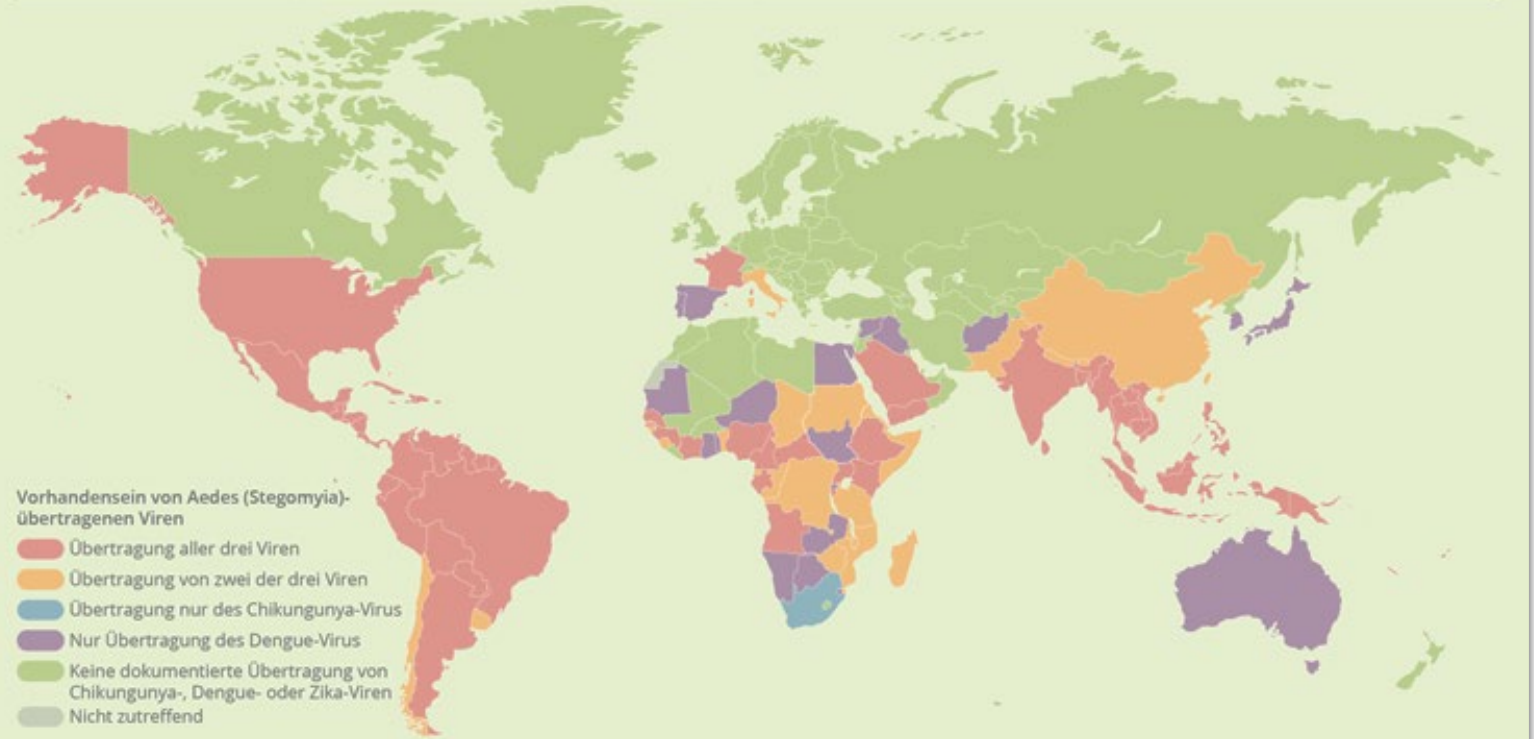 Vorhandensein von Aedes (Stegomyia)-
übertragenen Viren
Übertragung aller drei Viren
Übertragung von zwei der drei Viren
Übertragung nur des Chikungunya-Virus
Nur Übertragung des Dengue-Virus
Keine dokumentierte Übertragung von
Chikungunya-, Dengue- oder Zika-Viren
Nicht zutreffend